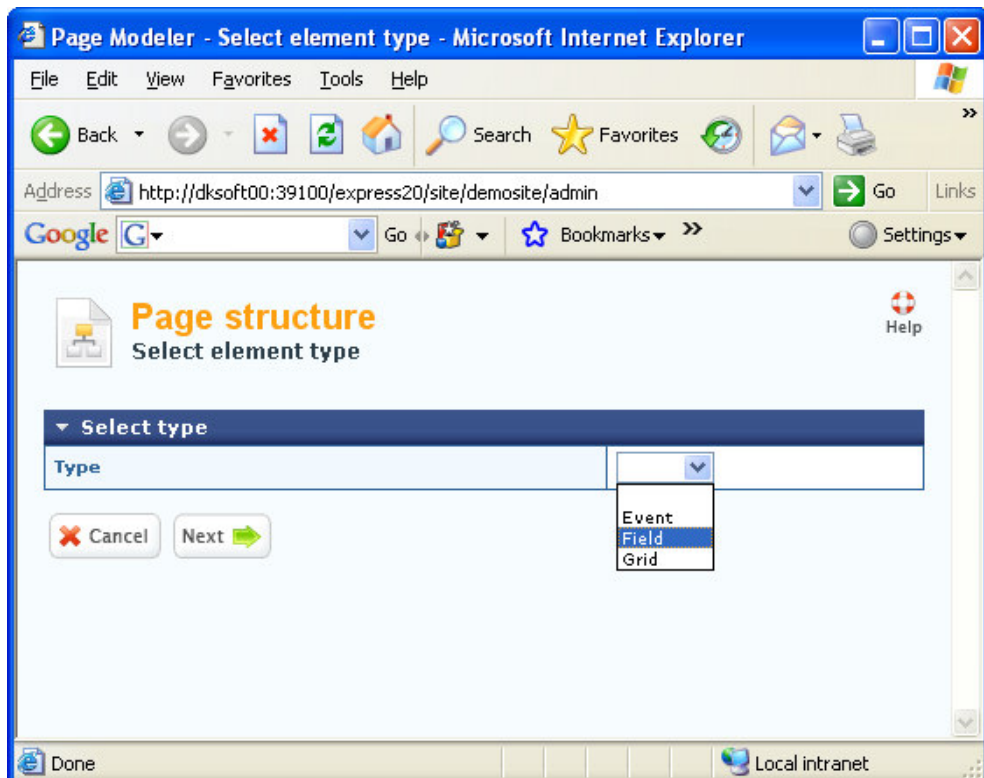 Page Modeler - Select element type - Microsoft Internet Explorer
File Edit View Favorites Tools Help
Back Search Favorites »
Address http://dksoft00:39100/express20/site/demosite/admin Go Links
Google G Go Bookmarks » Settings
Page structure
Help
Select element type
Select type
Type
Event
Cancel Next Field
Grid
Done Local intranet